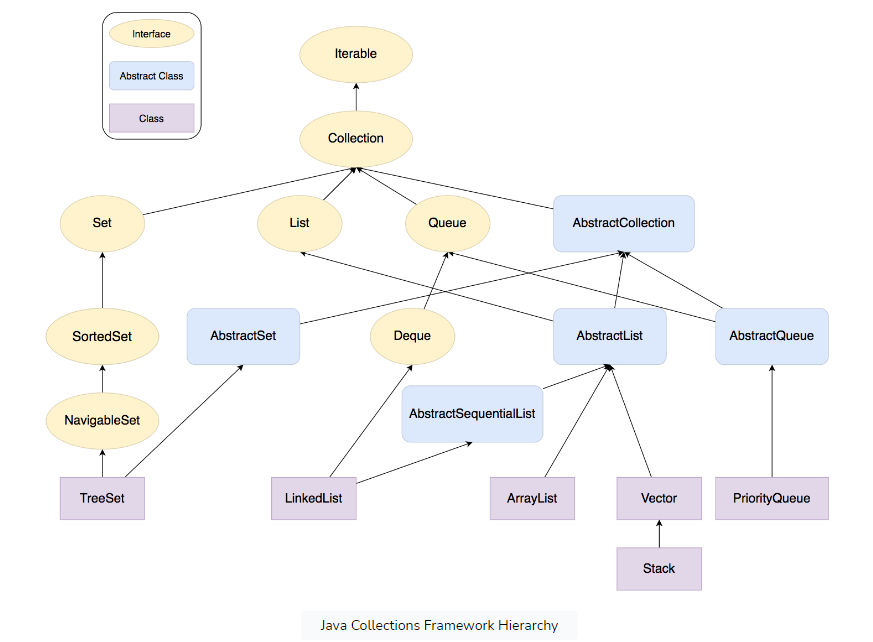 Interface
Abstract Class
Class
Iterable
Collection
Set
List
Queue
AbstractCollection
SortedSet
AbstractSet
Deque
AbstractList
AbstractQueue
NavigableSet
AbstractSequentialList
TreeSet
LinkedList
ArrayList
Vector
PriorityQueue
Stack
Java Collections Framework Hierarchy